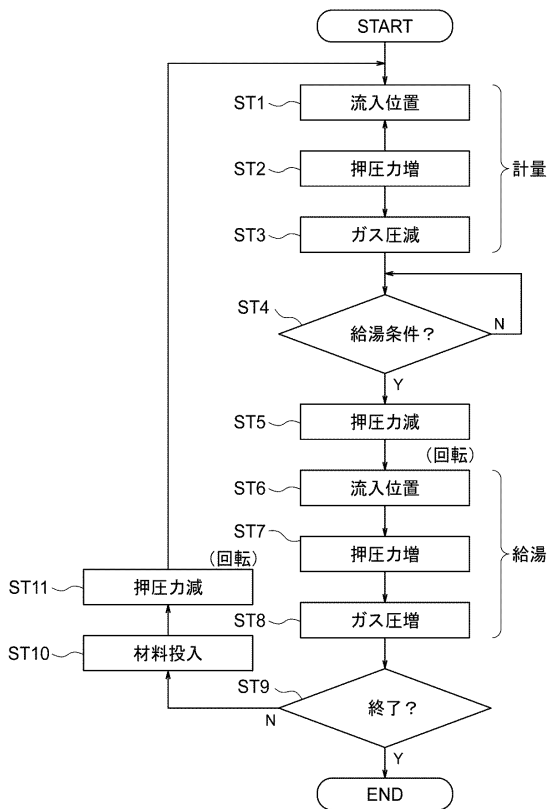 START
ST1
流入位置
ST2
押圧力増
計量
ST3
ガス圧減
ST4
給湯条件？
N
Y
ST5
押圧力減
(回転)
ST6
流入位置
ST7
押圧力増
給湯
ST8
ガス圧増
(回転)
ST11
押圧力減
ST10
材料投入
ST9
終了？
N
Y
END